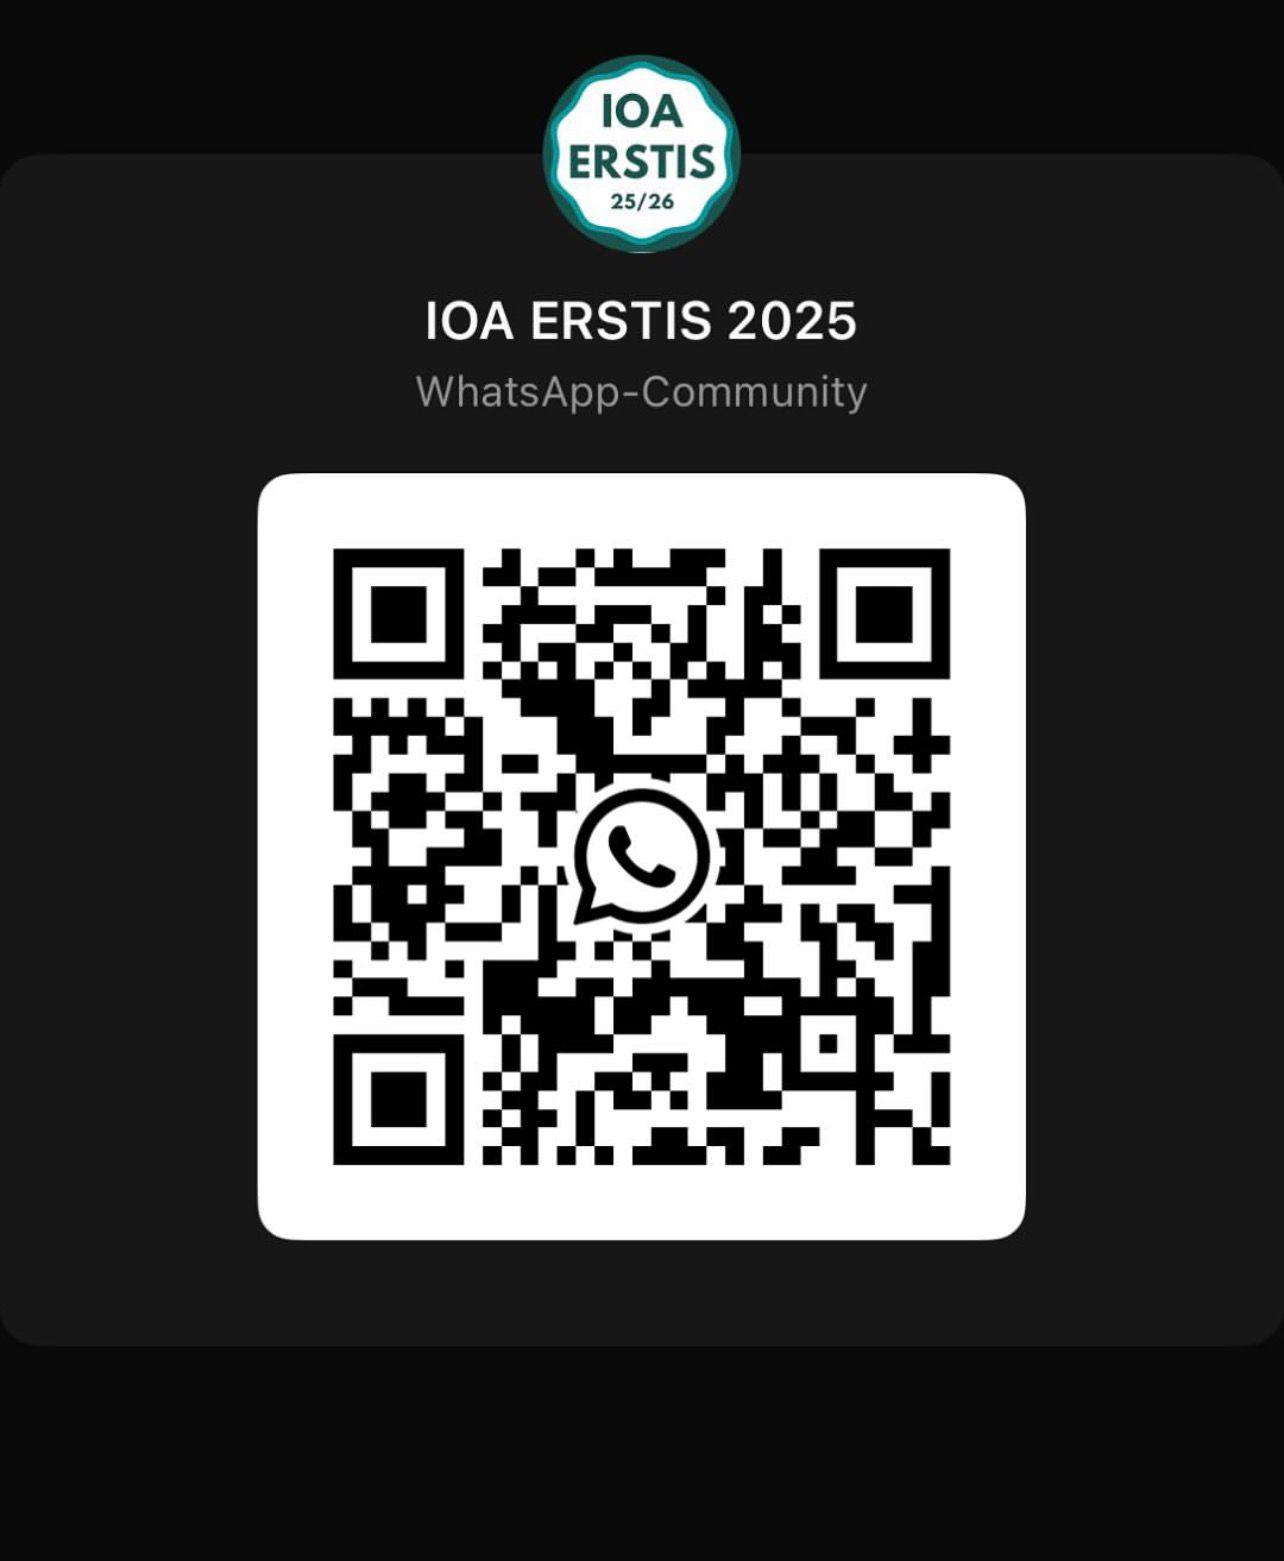 IOA
ERSTIS
25/26
IOA ERSTIS 2025
WhatsApp-Community